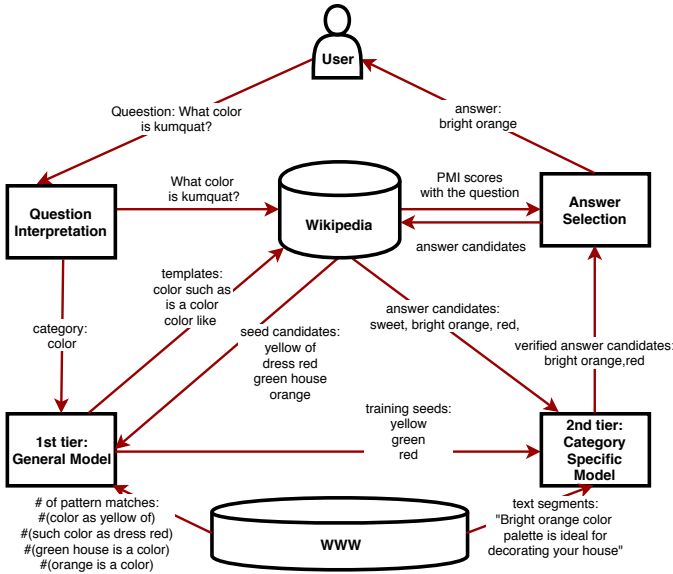 User
Queestion: What color
is kumquat?
answer:
bright orange
What color
is kumquat?
PMI scores
with the question
Question
Interpretation
Wikipedia
Answer
Selection
answer candidates
templates:
color such as
is a color
color like
category:
color
seed candidates:
yellow of
dress red
green house
orange
answer candidates:
sweet, bright orange, red,
verified answer candidates:
bright orange,red
training seeds:
yellow
green
red
1st tier:
General Model
2nd tier:
Category
Specific
Model
# of pattern matches:
#(color as yellow of)
#(such color as dress red)
#(green house is a color)
#(orange is a color)
WWW
text segments:
"Bright orange color
palette is ideal for
decorating your house"